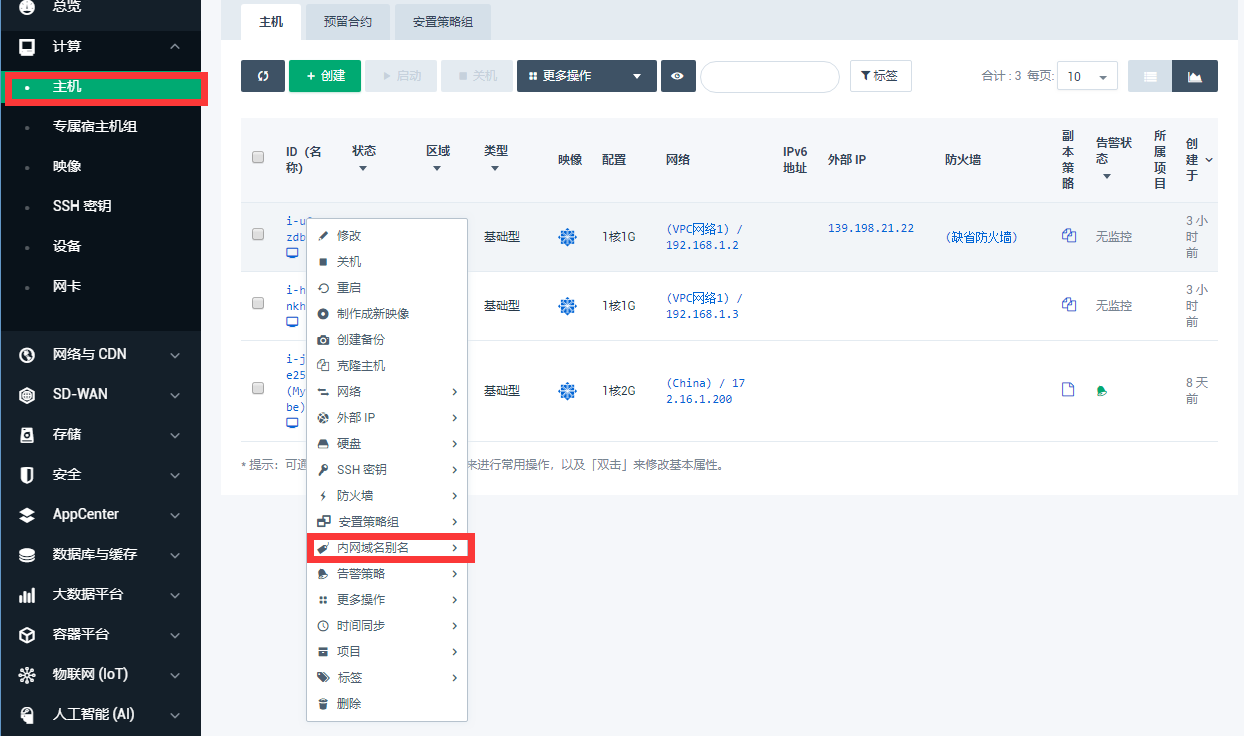 总览
计算
主机
专属宿主机组
映像
SSH 密钥
设备
网卡
网络与 CDN
SD-WAN
存储
安全
AppCenter
数据库与缓存
大数据平台
容器平台
物联网 (IoT)
人工智能 (AI)
主机 预留合约 安置策略组
+ 创建 启动 关机 更多操作 标签 合计 : 3 每页: 10
ID (名称) 状态 区域 类型 映像 配置 网络 IPv6 地址 外部 IP 防火墙 副本策略 告警状态 所属项目 创建于
zdb 基础型 1核1G (VPC网络1) / 192.168.1.2 139.198.21.22 (缺省防火墙) 无监控 3 小时前
i-h nkh 基础型 1核1G (VPC网络1) / 192.168.1.3 无监控 3 小时前
i-j e25 (My be) 基础型 1核2G (China) / 172.16.1.200 8 天前
* 提示：可通 来进行常用操作，以及「双击」来修改基本属性。
修改
关机
重启
制作成新映像
创建备份
克隆主机
网络
外部 IP
硬盘
SSH 密钥
防火墙
安置策略组
内网域名别名
告警策略
更多操作
时间同步
项目
标签
删除